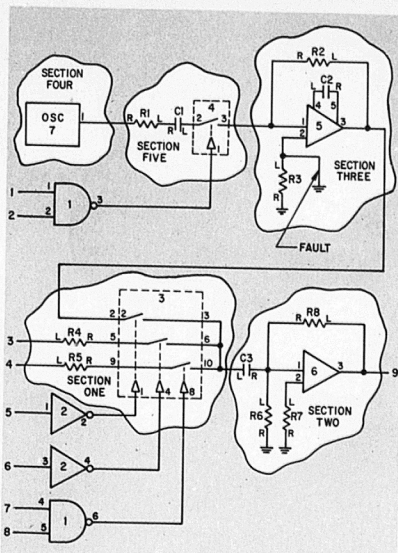 SECTION
FOUR
OSC
7
1
R R1 L
C1
R L
4
2 3
1
SECTION
FIVE
R R2 L
C2
L R
4 5
1
5
3
2
L
R3
R
SECTION
THREE
FAULT
1 1
2 2
1
3
3
2 2 3
3 L R4 R 5 6
4 L R5 R 9 10
SECTION
ONE
1 4 8
C3
L R
R R8 L
1
6
3
9
2
L
R6
R
L
R7
R
SECTION
TWO
5 1 2 2
6 3 2 4
7 4
8 5
1
6